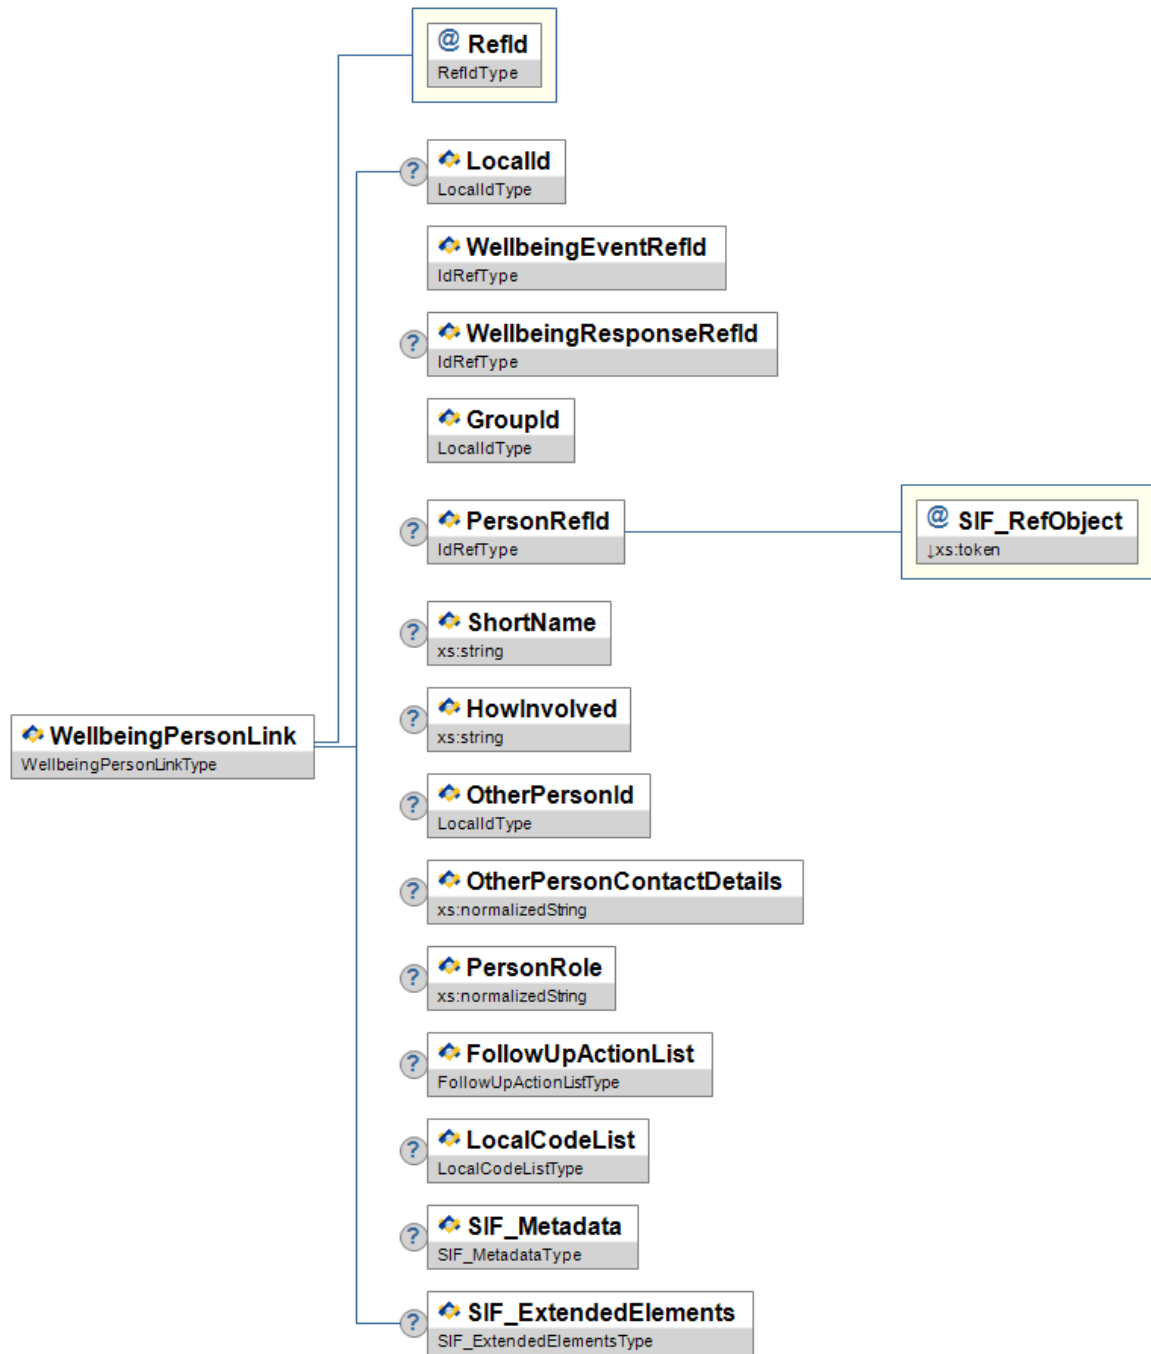 @ RefId
RefIdType
? LocalId
LocalIdType
WellbeingEventRefId
IdRefType
? WellbeingResponseRefId
IdRefType
GroupId
LocalIdType
? PersonRefId
IdRefType
@ SIF_RefObject
↓xs:token
? ShortName
xs:string
? HowInvolved
xs:string
WellbeingPersonLink
WellbeingPersonLinkType
? OtherPersonId
LocalIdType
? OtherPersonContactDetails
xs:normalizedString
? PersonRole
xs:normalizedString
? FollowUpActionList
FollowUpActionListType
? LocalCodeList
LocalCodeListType
? SIF_Metadata
SIF_MetadataType
? SIF_ExtendedElements
SIF_ExtendedElementsType